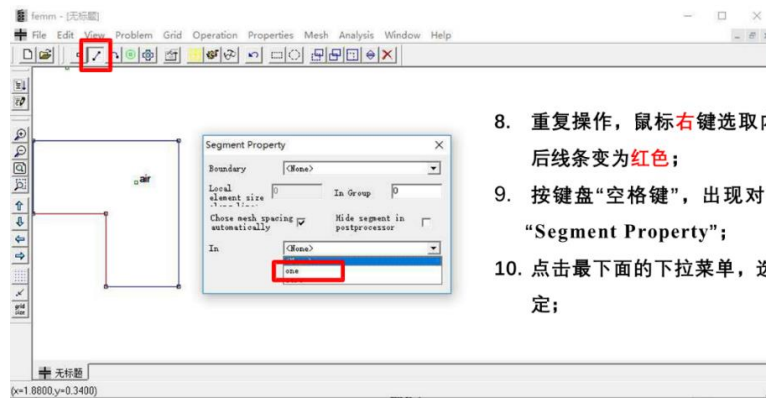 femm - [无标题]
File Edit View Problem Grid Operation Properties Mesh Analysis Window Help
Segment Property
Boundary <None>
Local
element size 0 In Group 0
Chose mesh spacing
automatically
Hide segment in
postprocessor
In <None>
one
air
grid
size
8. 重复操作，鼠标右键选取
后线条变为红色；
9. 按键盘“空格键”，出现对
“Segment Property”；
10. 点击最下面的下拉菜单，
定；
无标题
(x=1.8800,y=0.3400)